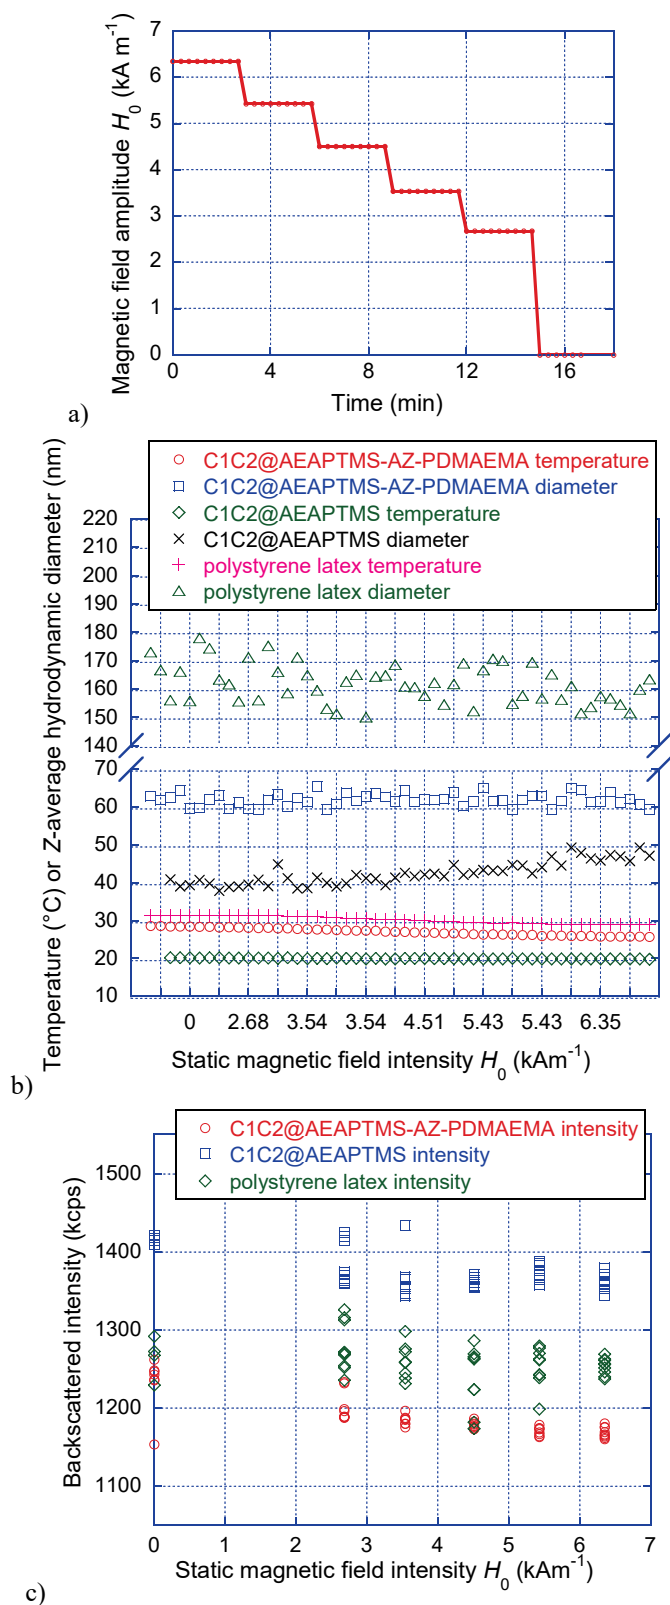 7
6
5
4
3
2
1
0
Magnetic field amplitude H0 (kA m-1)
0 4 8 12 16
Time (min)
a)
C1C2@AEAPTMS-AZ-PDMAEMA temperature
C1C2@AEAPTMS-AZ-PDMAEMA diameter
C1C2@AEAPTMS temperature
C1C2@AEAPTMS diameter
polystyrene latex temperature
polystyrene latex diameter
220
210
200
190
180
170
160
150
140
70
60
50
40
30
20
10
Temperature (°C) or Z-average hydrodynamic diameter (nm)
0 2.68 3.54 3.54 4.51 5.43 5.43 6.35
Static magnetic field intensity H0 (kAm-1)
b)
C1C2@AEAPTMS-AZ-PDMAEMA intensity
C1C2@AEAPTMS intensity
polystyrene latex intensity
1500
1400
1300
1200
1100
Backscattered intensity (kcps)
0 1 2 3 4 5 6 7
Static magnetic field intensity H0 (kAm-1)
c)